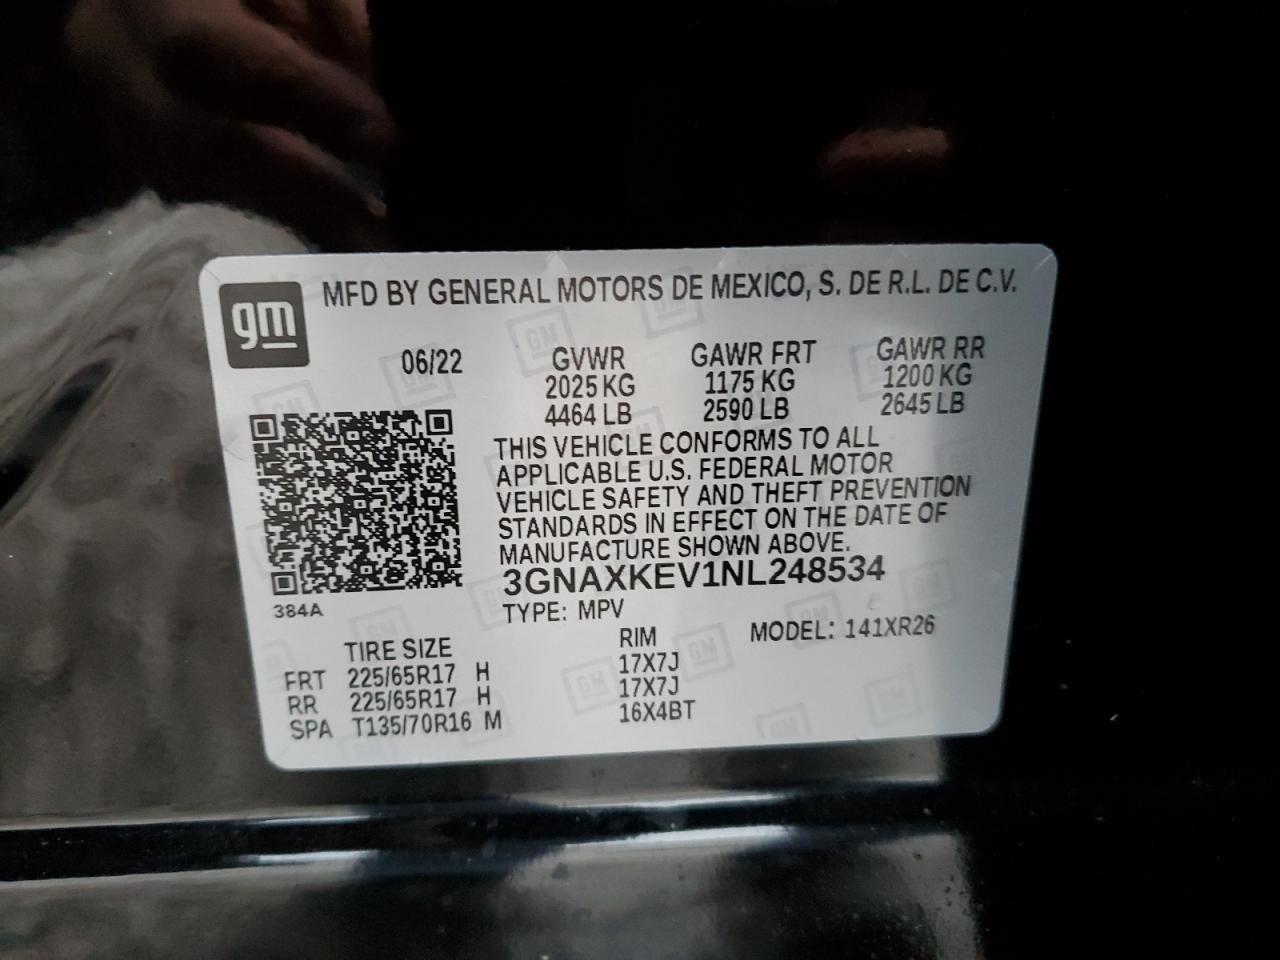 gm MFD BY GENERAL MOTORS DE MEXICO, S. DE R.L. DE C.V.
06/22 GVWR GAWR FRT GAWR RR
2025 KG 1175 KG 1200 KG
4464 LB 2590 LB 2645 LB
THIS VEHICLE CONFORMS TO ALL
APPLICABLE U.S. FEDERAL MOTOR
VEHICLE SAFETY AND THEFT PREVENTION
STANDARDS IN EFFECT ON THE DATE OF
MANUFACTURE SHOWN ABOVE.
3GNAXKEV1NL248534
384A
TYPE: MPV
MODEL: 141XR26
TIRE SIZE RIM
FRT 225/65R17 H 17X7J
RR 225/65R17 H 17X7J
SPA T135/70R16 M 16X4BT